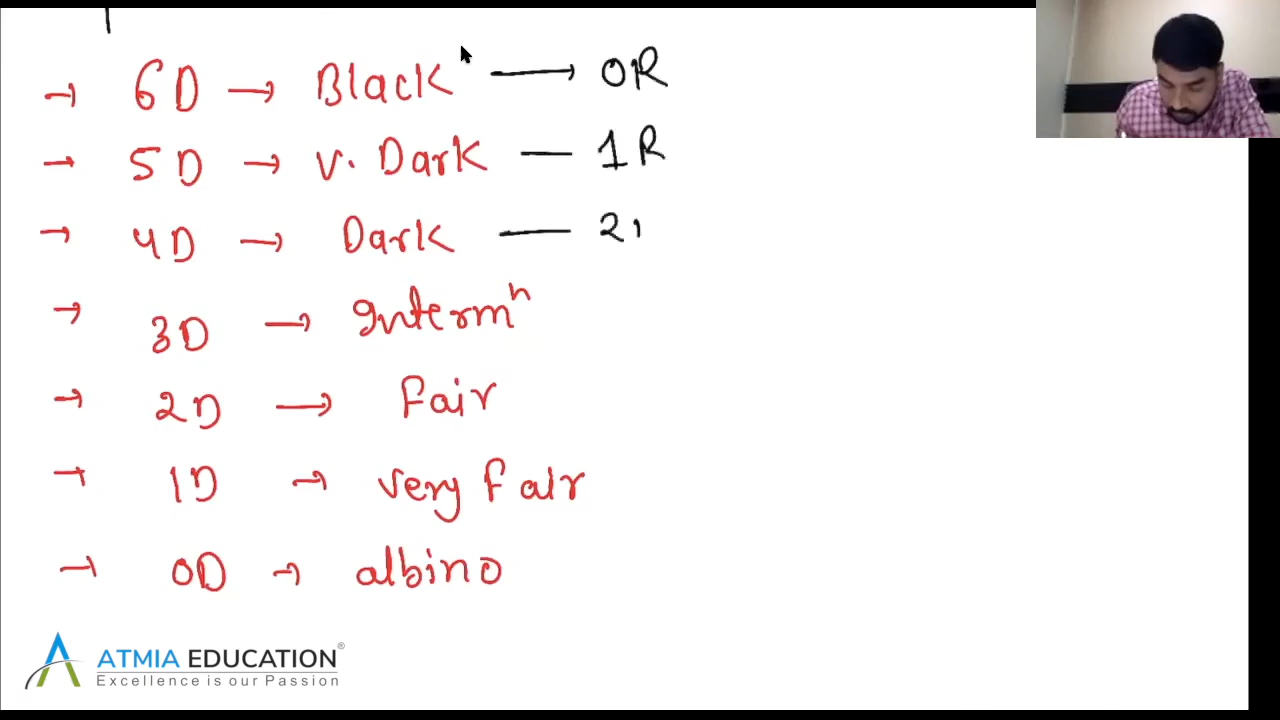 → 6D → Black → 0R
→ 5D → V. Dark — 1R
→ 4D → Dark — 2
→ 3D → Intermʰ
→ 2D → Fair
→ 1D → Very Fair
→ 0D → albino
ATMIA EDUCATION®
Excellence is our Passion